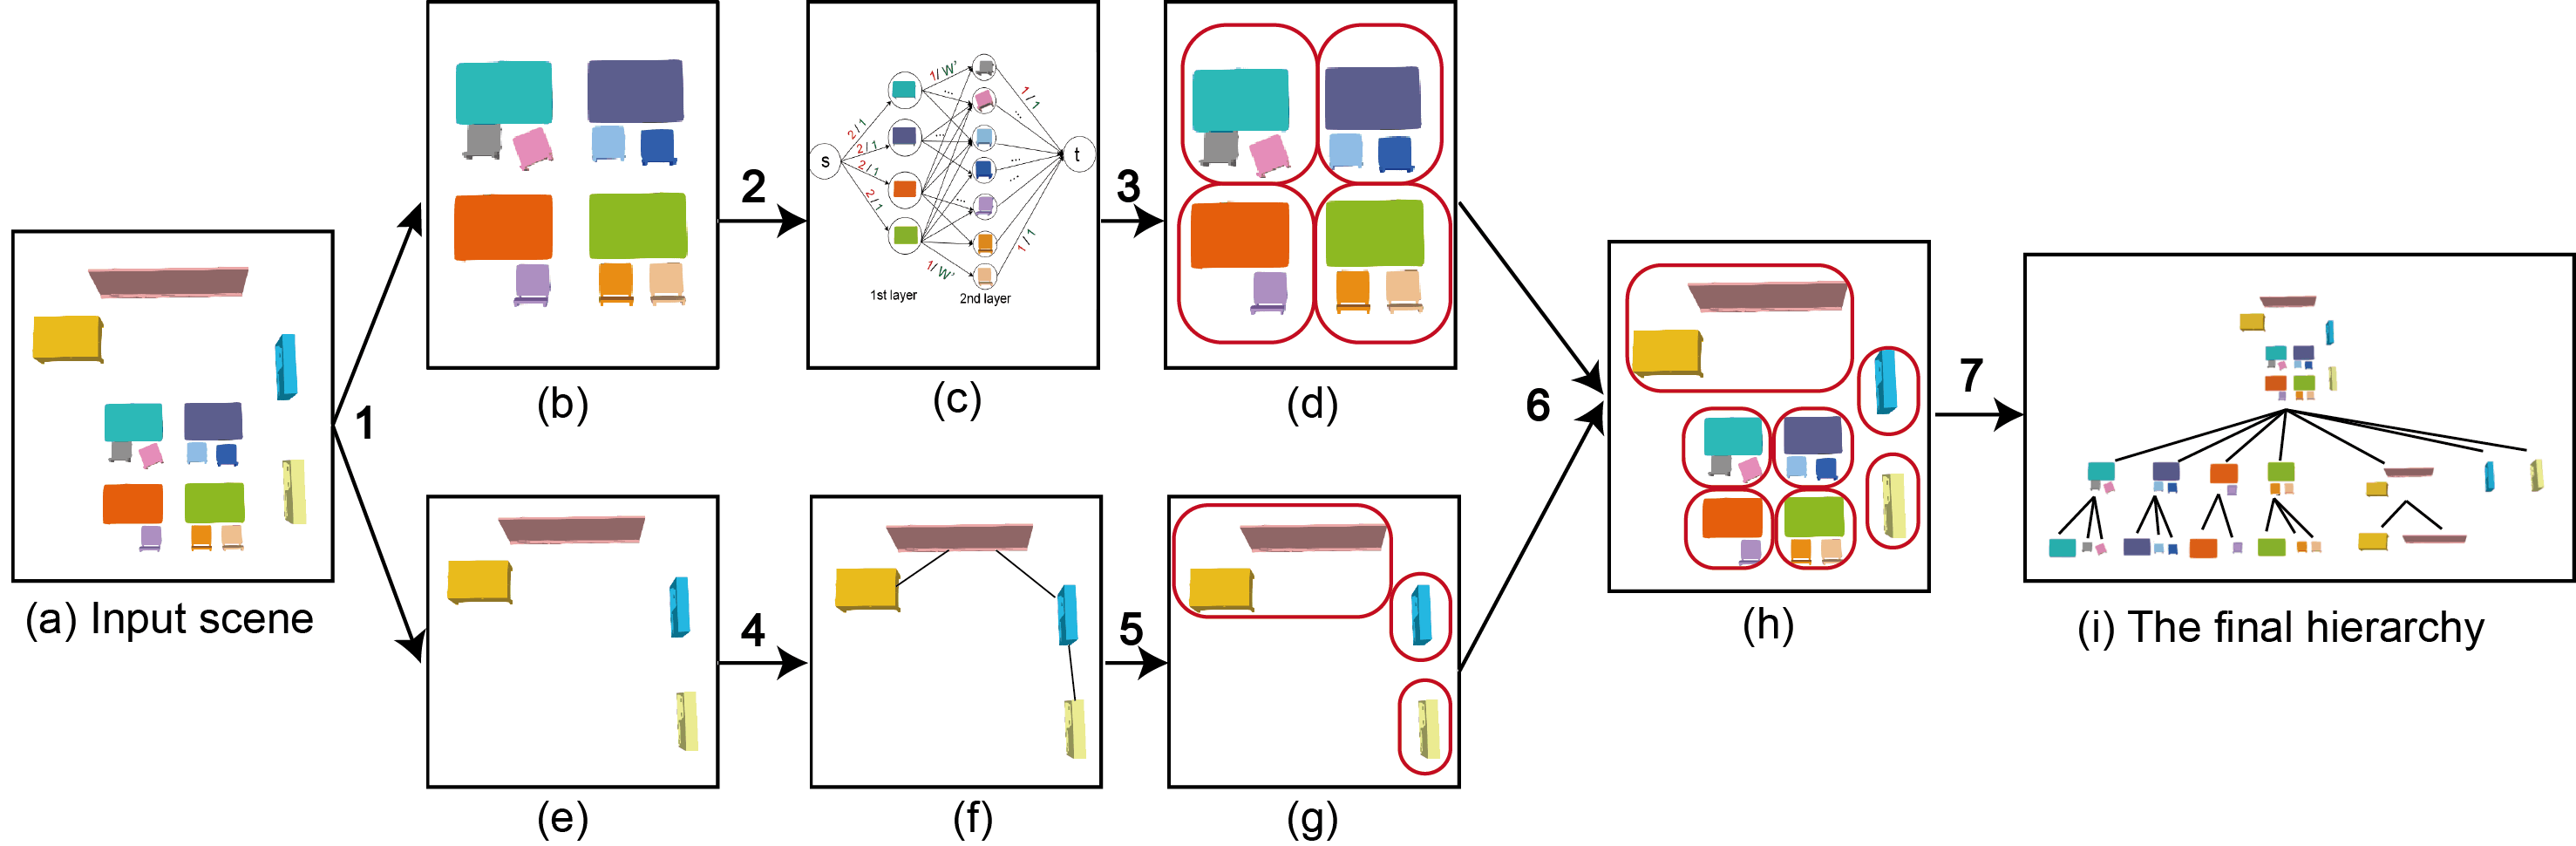 (a) Input scene
1
(b)
2
s
2/1
2/1
2/1
2/1
1/W'
...
...
...
1/W'
1st layer
2nd layer
1/1
...
...
...
1/1
t
(c)
3
(d)
(e)
4
(f)
5
(g)
6
(h)
7
(i) The final hierarchy